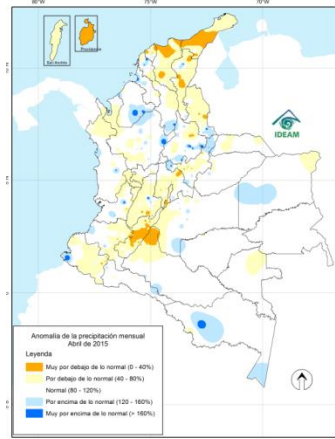 80°W
75°W
70°W
San Andrés
Providencia
IDEAM
Anomalía de la precipitación mensual
Abril de 2015
Leyenda
Muy por debajo de lo normal (0 - 40%)
Por debajo de lo normal (40 - 80%)
Normal (80 - 120%)
Por encima de lo normal (120 - 160%)
Muy por encima de lo normal (> 160%)